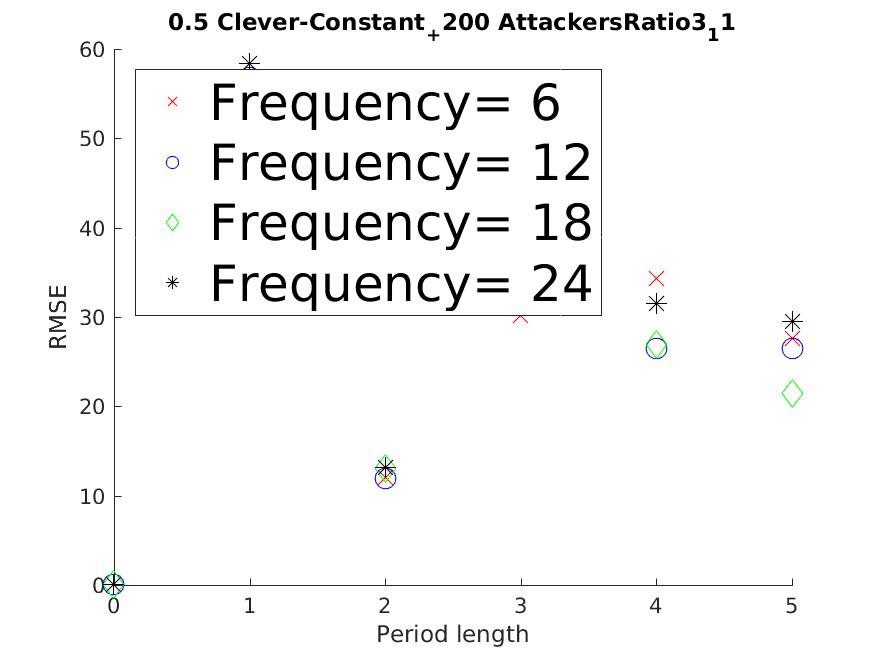 0.5 Clever-Constant₊200 AttackersRatio3₁1
60
50
40
30
20
10
0
RMSE
Frequency= 6
Frequency= 12
Frequency= 18
Frequency= 24
0 1 2 3 4 5
Period length